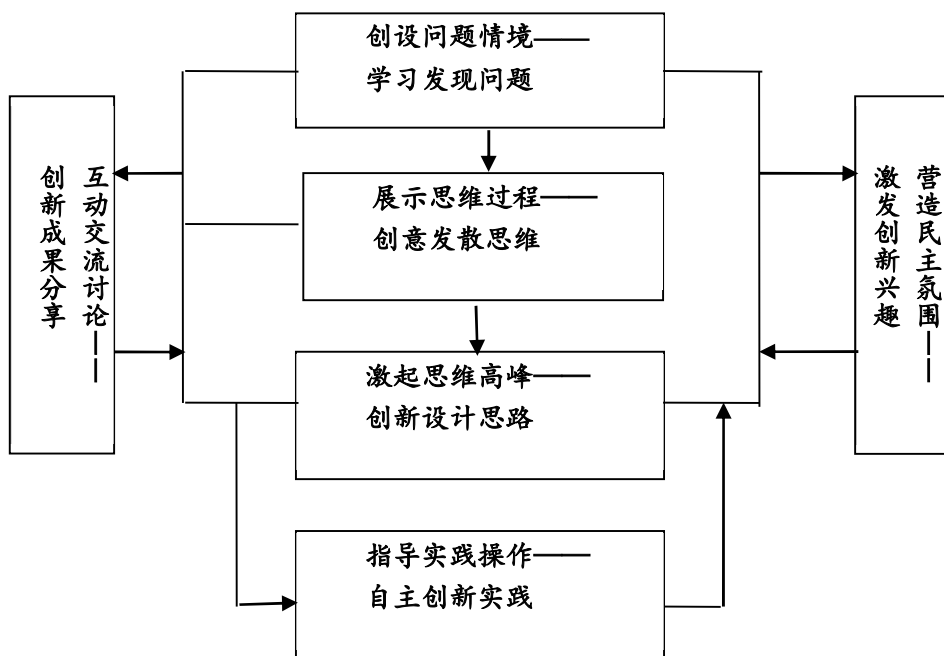 创设问题情境——
学习发现问题
互动交流讨论——
创新成果分享
展示思维过程——
创意发散思维
营造民主氛围——
激发创新兴趣
激起思维高峰——
创新设计思路
指导实践操作——
自主创新实践